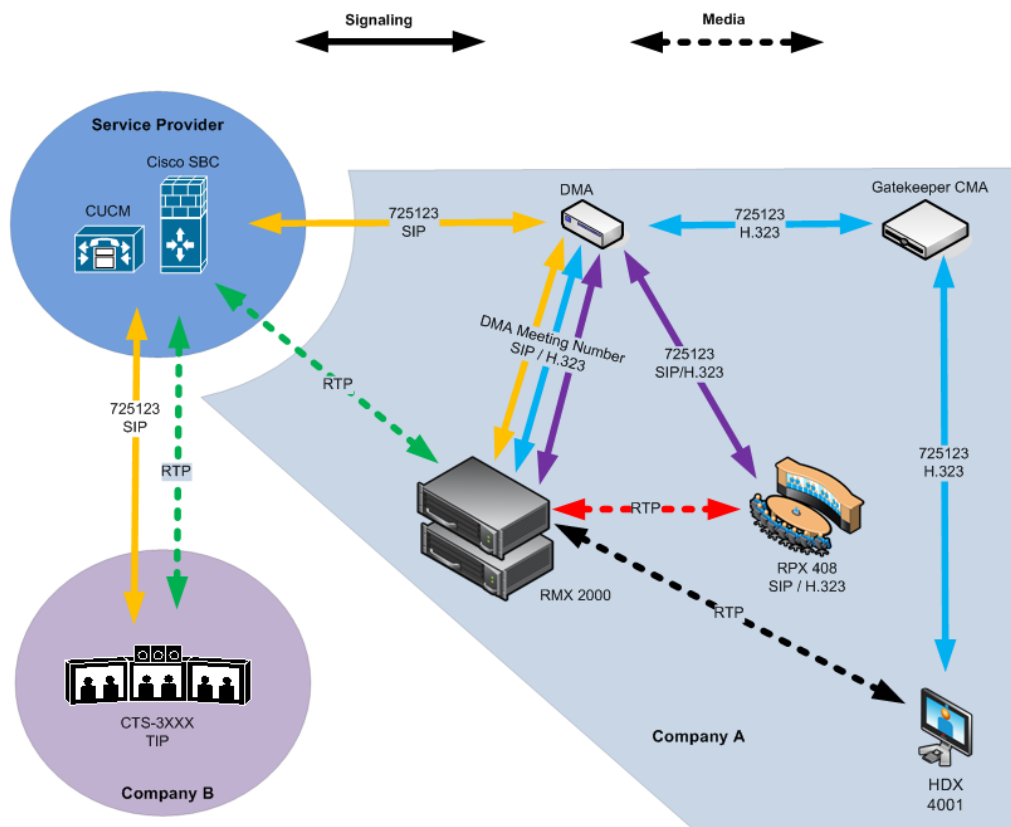 Signaling
Media
Service Provider
Cisco SBC
CUCM
DMA
Gatekeeper CMA
725123
SIP
725123
H.323
DMA Meeting Number
SIP / H.323
725123
SIP/H.323
RTP
725123
SIP
RTP
725123
H.323
RTP
RMX 2000
RPX 408
SIP / H.323
RTP
CTS-3XXX
TIP
Company A
Company B
HDX
4001